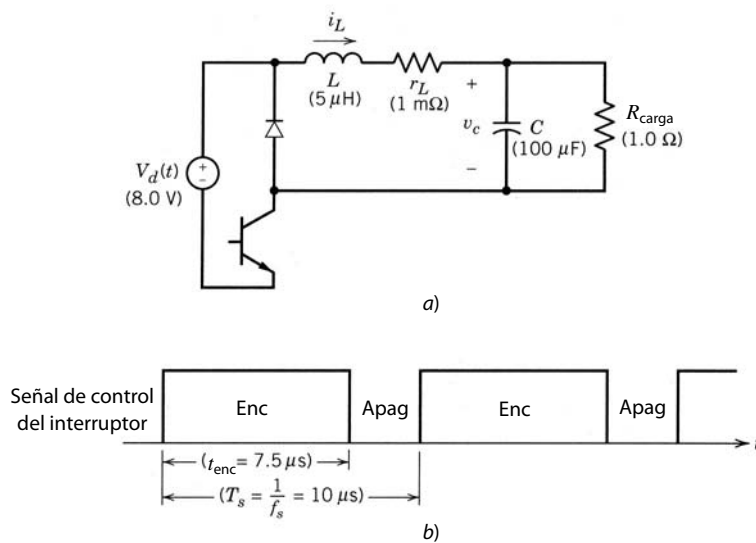 i_L
L
(5 μH)
r_L
(1 mΩ)
+
v_c
−
C
(100 μF)
R_carga
(1.0 Ω)
V_d(t)
(8.0 V)
+
−
a)
Señal de control
del interruptor
Enc
Apag
Enc
Apag
t
(t_enc = 7.5 μs)
(T_s = 1/f_s = 10 μs)
b)